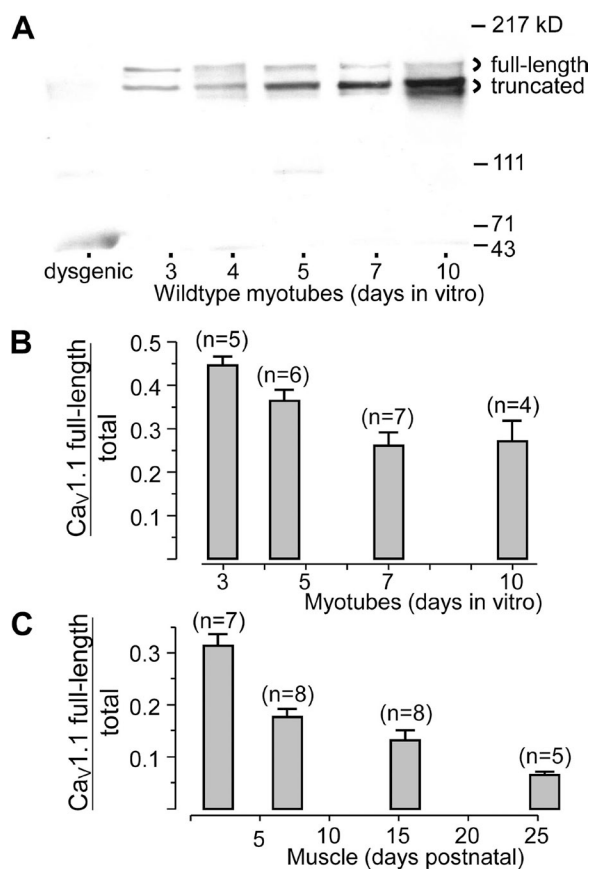 A
217 kD
full-length
truncated
111
71
43
dysgenic 3 4 5 7 10
Wildtype myotubes (days in vitro)
B
CaV1.1 full-length
total
0.5
0.4
0.3
0.2
0.1
(n=5)
(n=6)
(n=7)
(n=4)
3 5 7 10
Myotubes (days in vitro)
C
CaV1.1 full-length
total
0.3
0.2
0.1
(n=7)
(n=8)
(n=8)
(n=5)
5 10 15 20 25
Muscle (days postnatal)